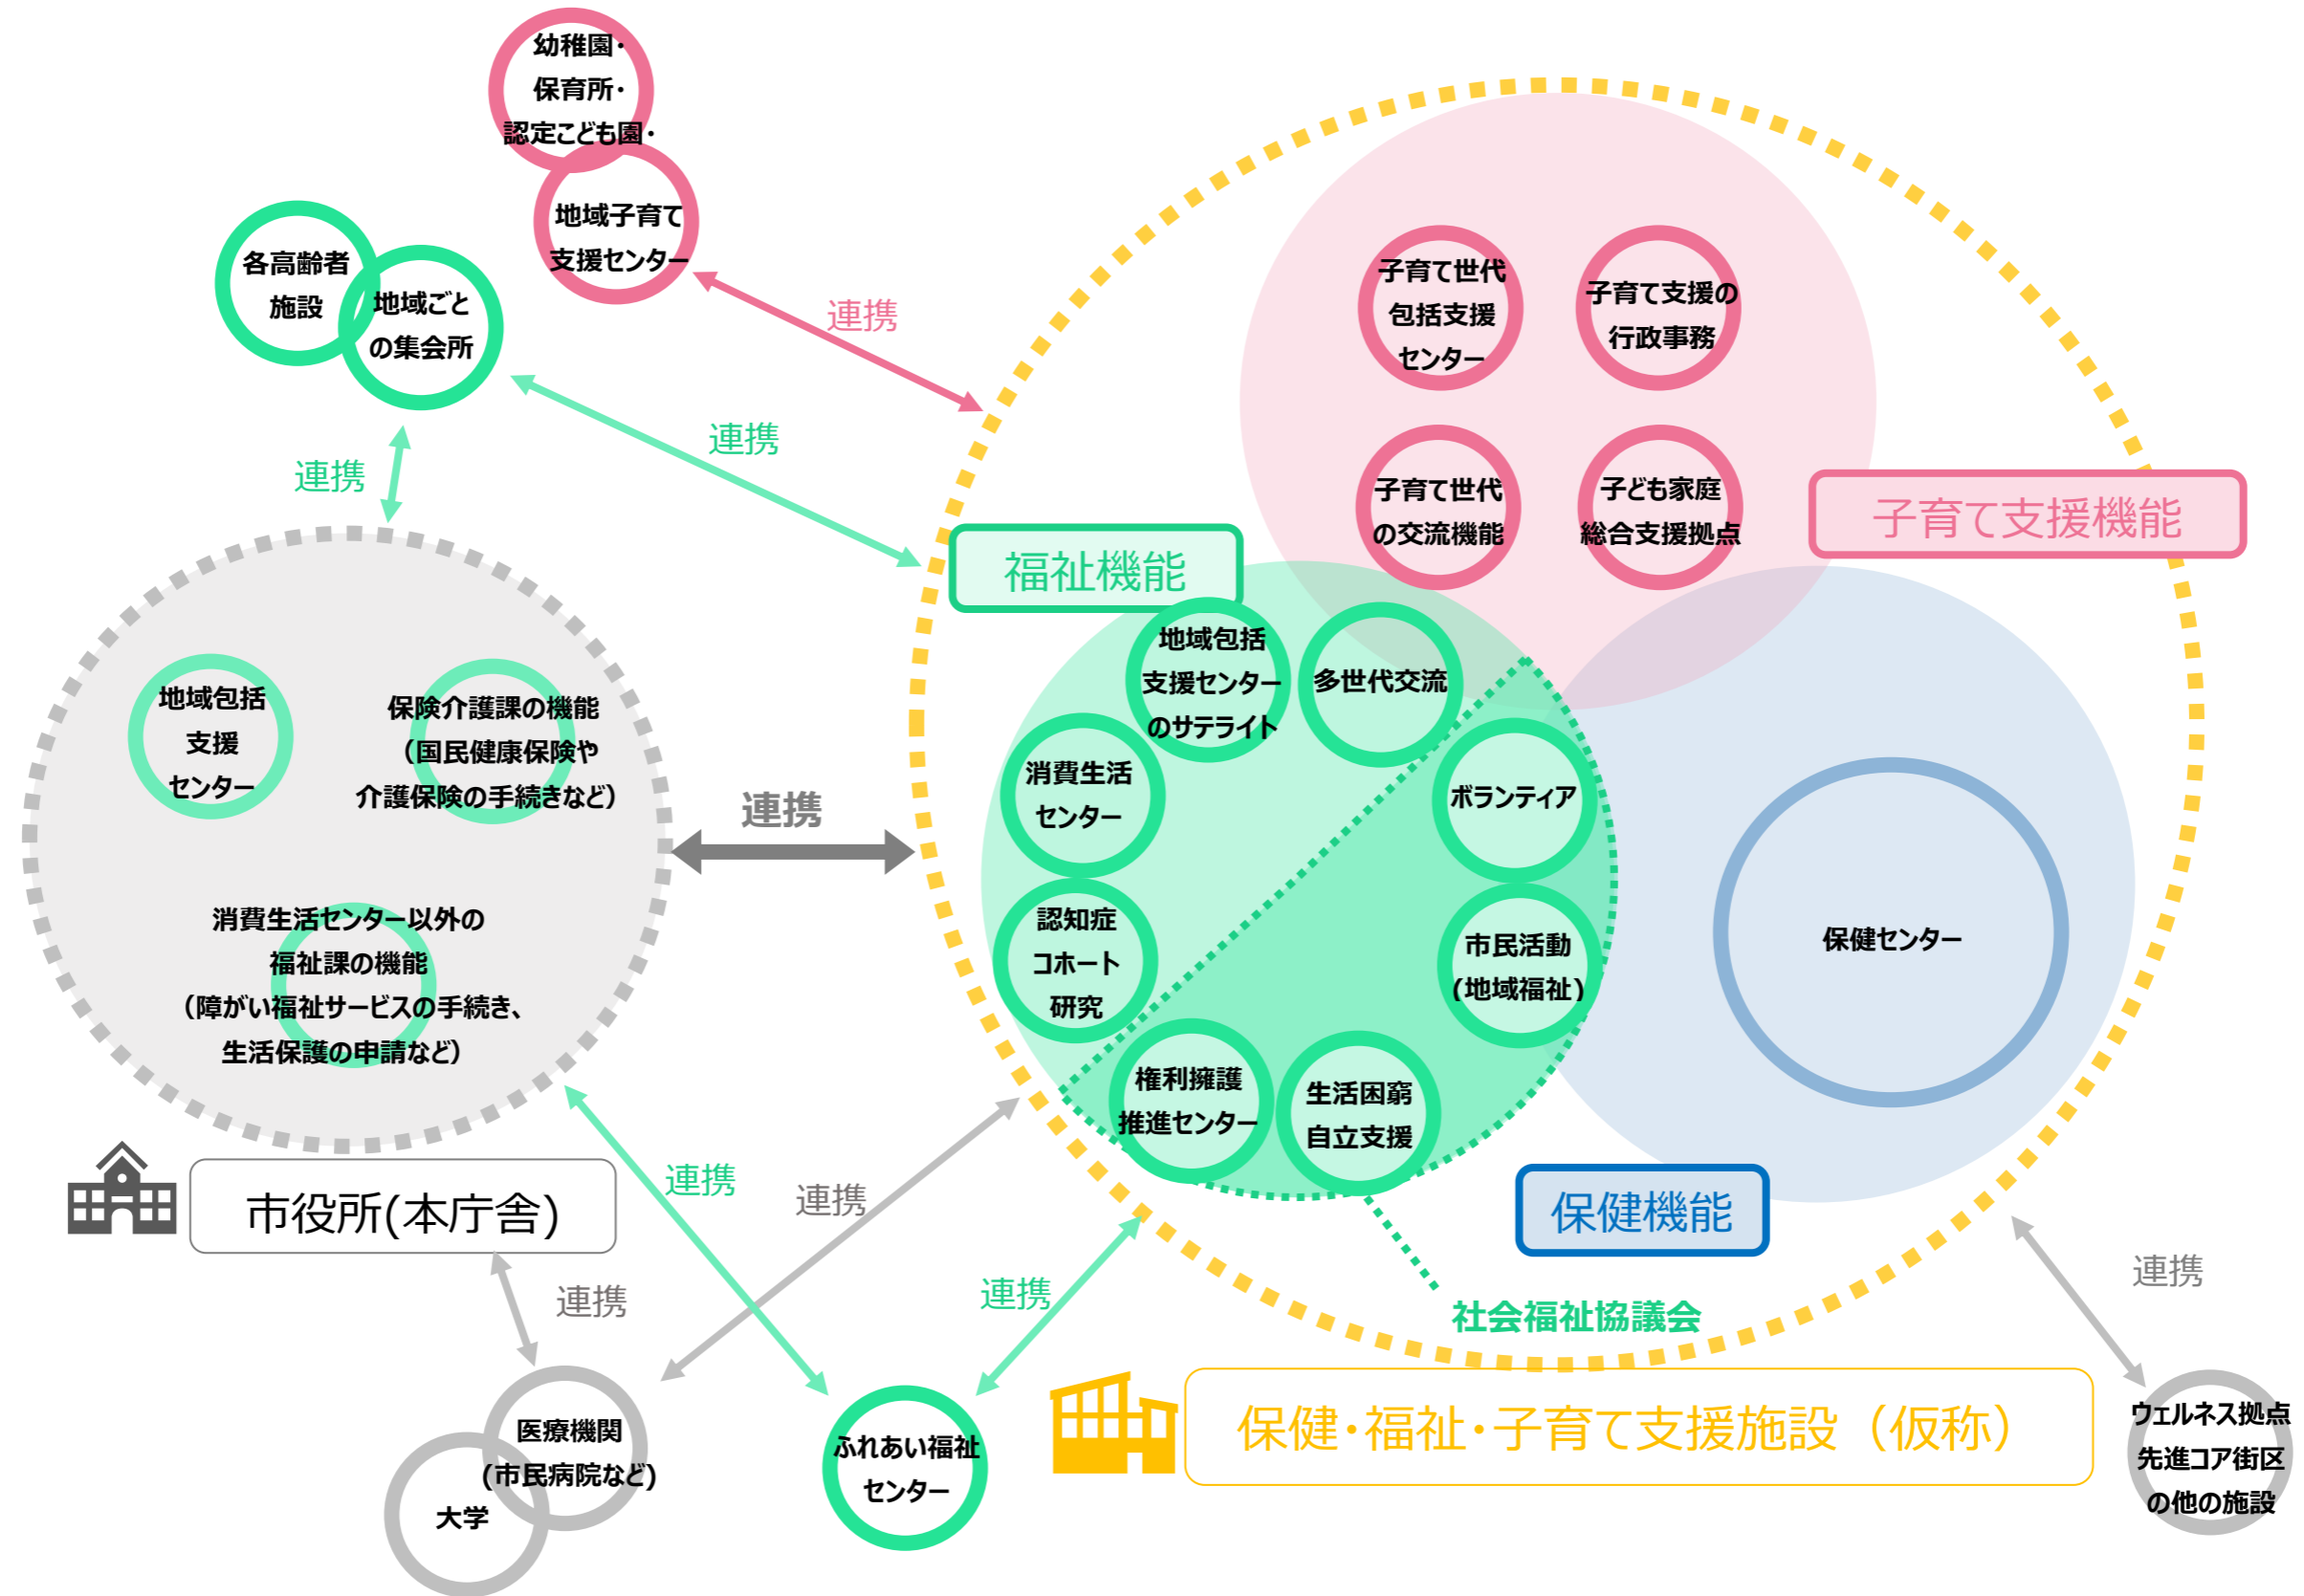 幼稚園・
保育所・
認定こども園・
地域子育て
支援センター
各高齢者
施設
地域ごと
の集会所
連携
連携
連携
子育て世代
包括支援
センター
子育て支援の
行政事務
子育て世代
の交流機能
子ども家庭
総合支援拠点
子育て支援機能
福祉機能
地域包括
支援センター
のサテライト
多世代交流
消費生活
センター
ボランティア
認知症
コホート
研究
市民活動
(地域福祉)
権利擁護
推進センター
生活困窮
自立支援
保健センター
保健機能
社会福祉協議会
地域包括
支援
センター
保険介護課の機能
（国民健康保険や
介護保険の手続きなど）
消費生活センター以外の
福祉課の機能
（障がい福祉サービスの手続き、
生活保護の申請など）
連携
市役所(本庁舎)
連携
連携
連携
連携
連携
医療機関
(市民病院など)
大学
ふれあい福祉
センター
保健・福祉・子育て支援施設（仮称）
ウェルネス拠点
先進コア街区
の他の施設